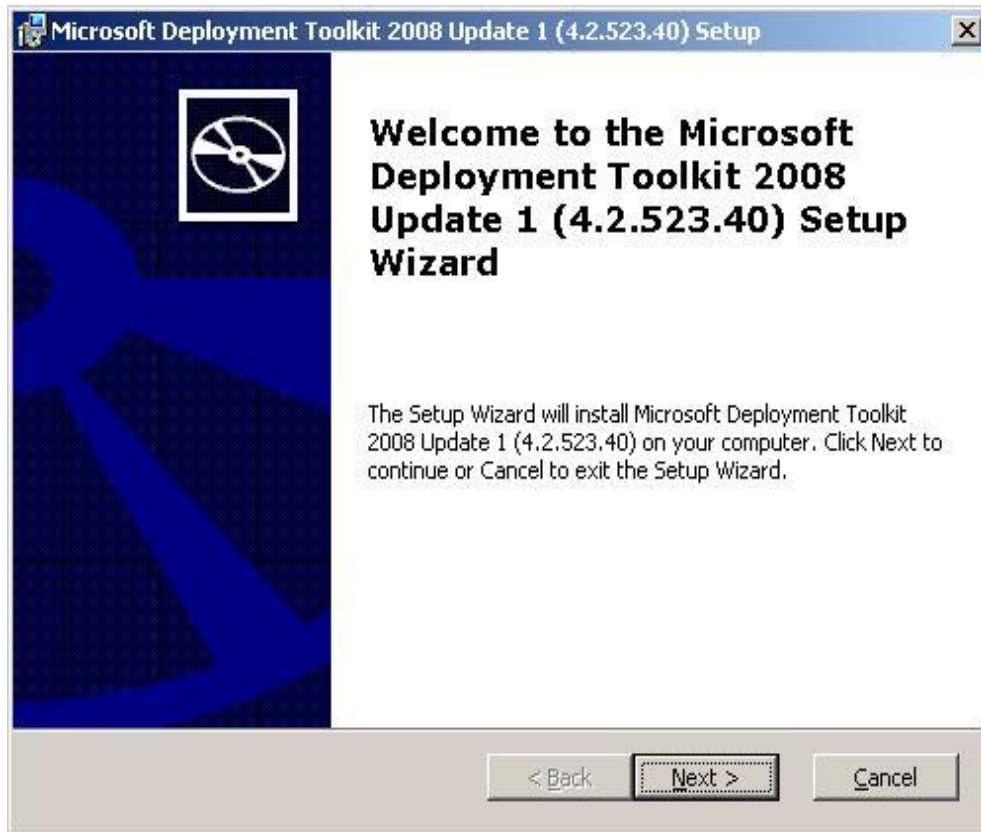 Microsoft Deployment Toolkit 2008 Update 1 (4.2.523.40) Setup
Welcome to the Microsoft
Deployment Toolkit 2008
Update 1 (4.2.523.40) Setup
Wizard
The Setup Wizard will install Microsoft Deployment Toolkit
2008 Update 1 (4.2.523.40) on your computer. Click Next to
continue or Cancel to exit the Setup Wizard.
< Back
Next >
Cancel